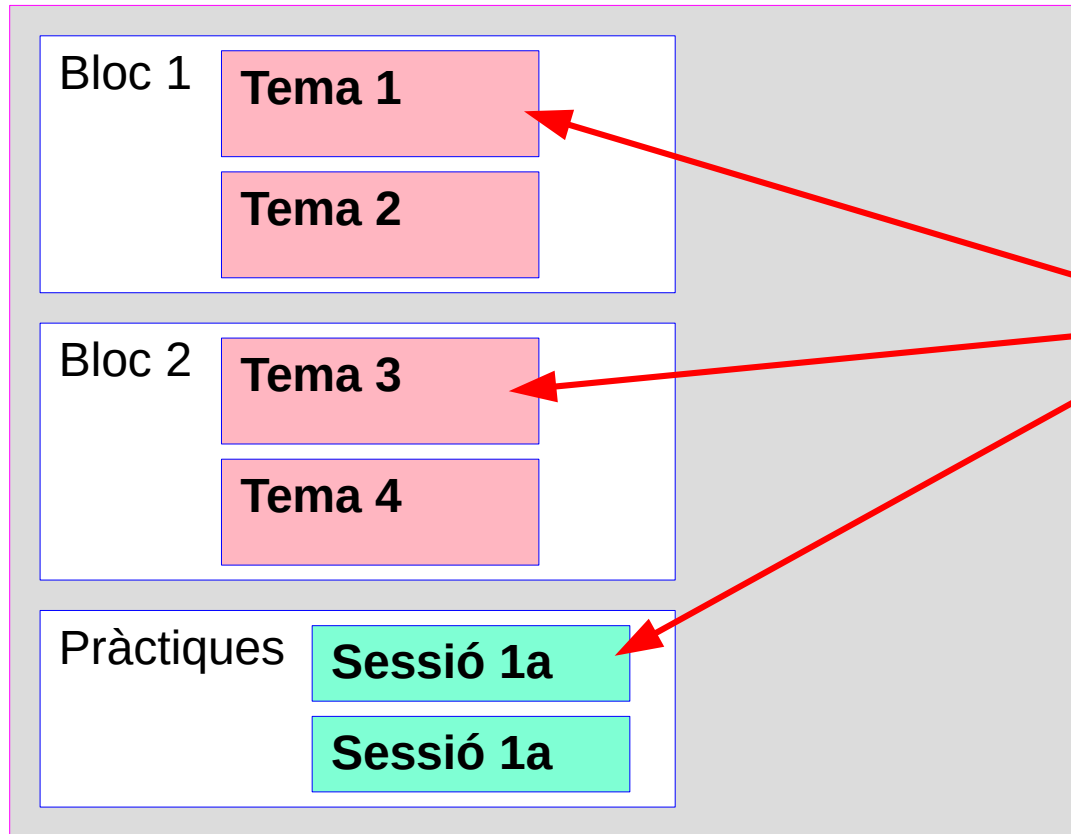 Bloc 1
Tema 1
Tema 2
Bloc 2
Tema 3
Tema 4
Pràctiques
Sessió 1a
Sessió 1a